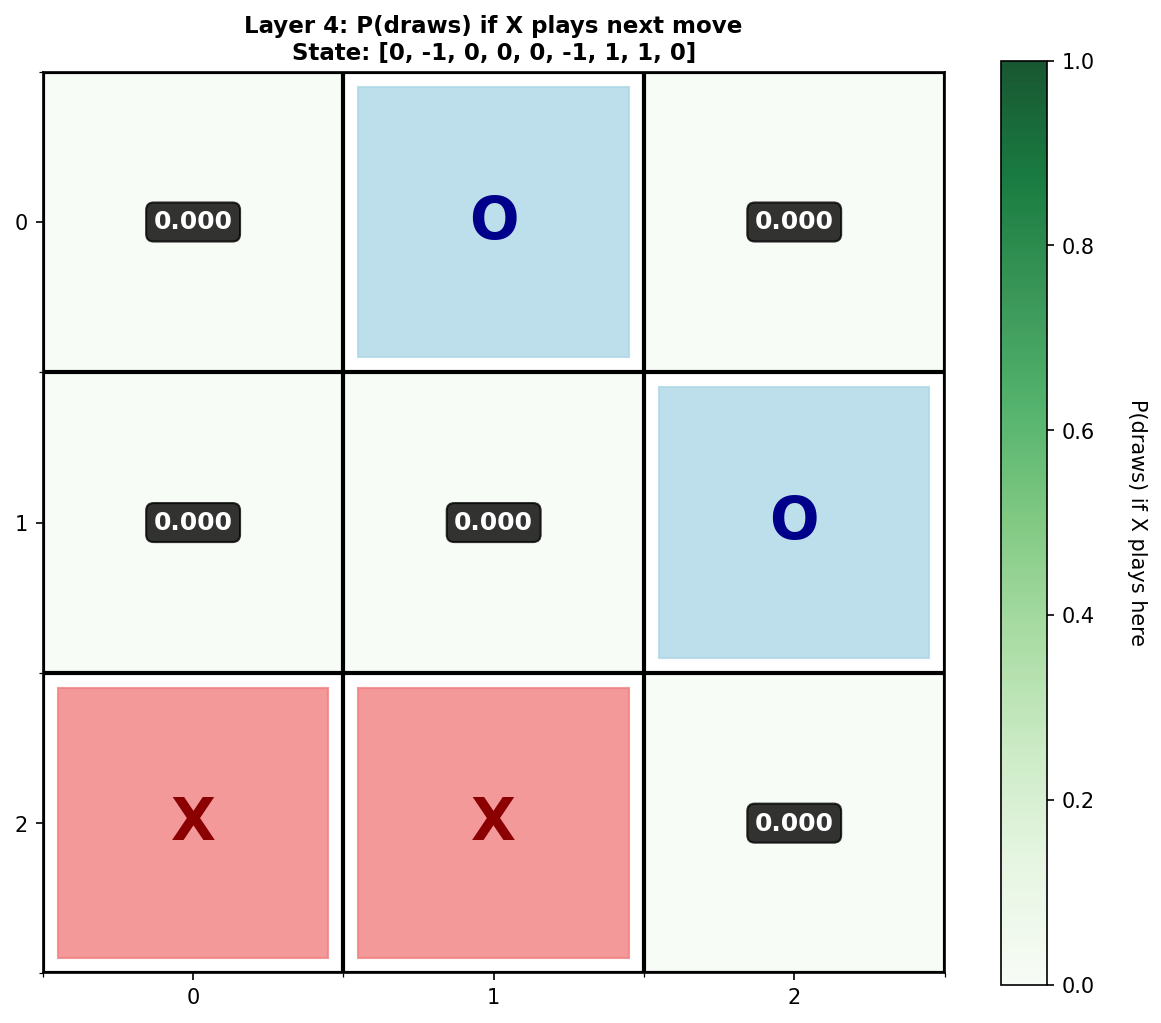 Layer 4: P(draws) if X plays next move
State: [0, -1, 0, 0, 0, -1, 1, 1, 0]
0
0.000
O
0.000
1
0.000
0.000
O
2
X
X
0.000
0
1
2
1.0
0.8
0.6
0.4
0.2
0.0
P(draws) if X plays here